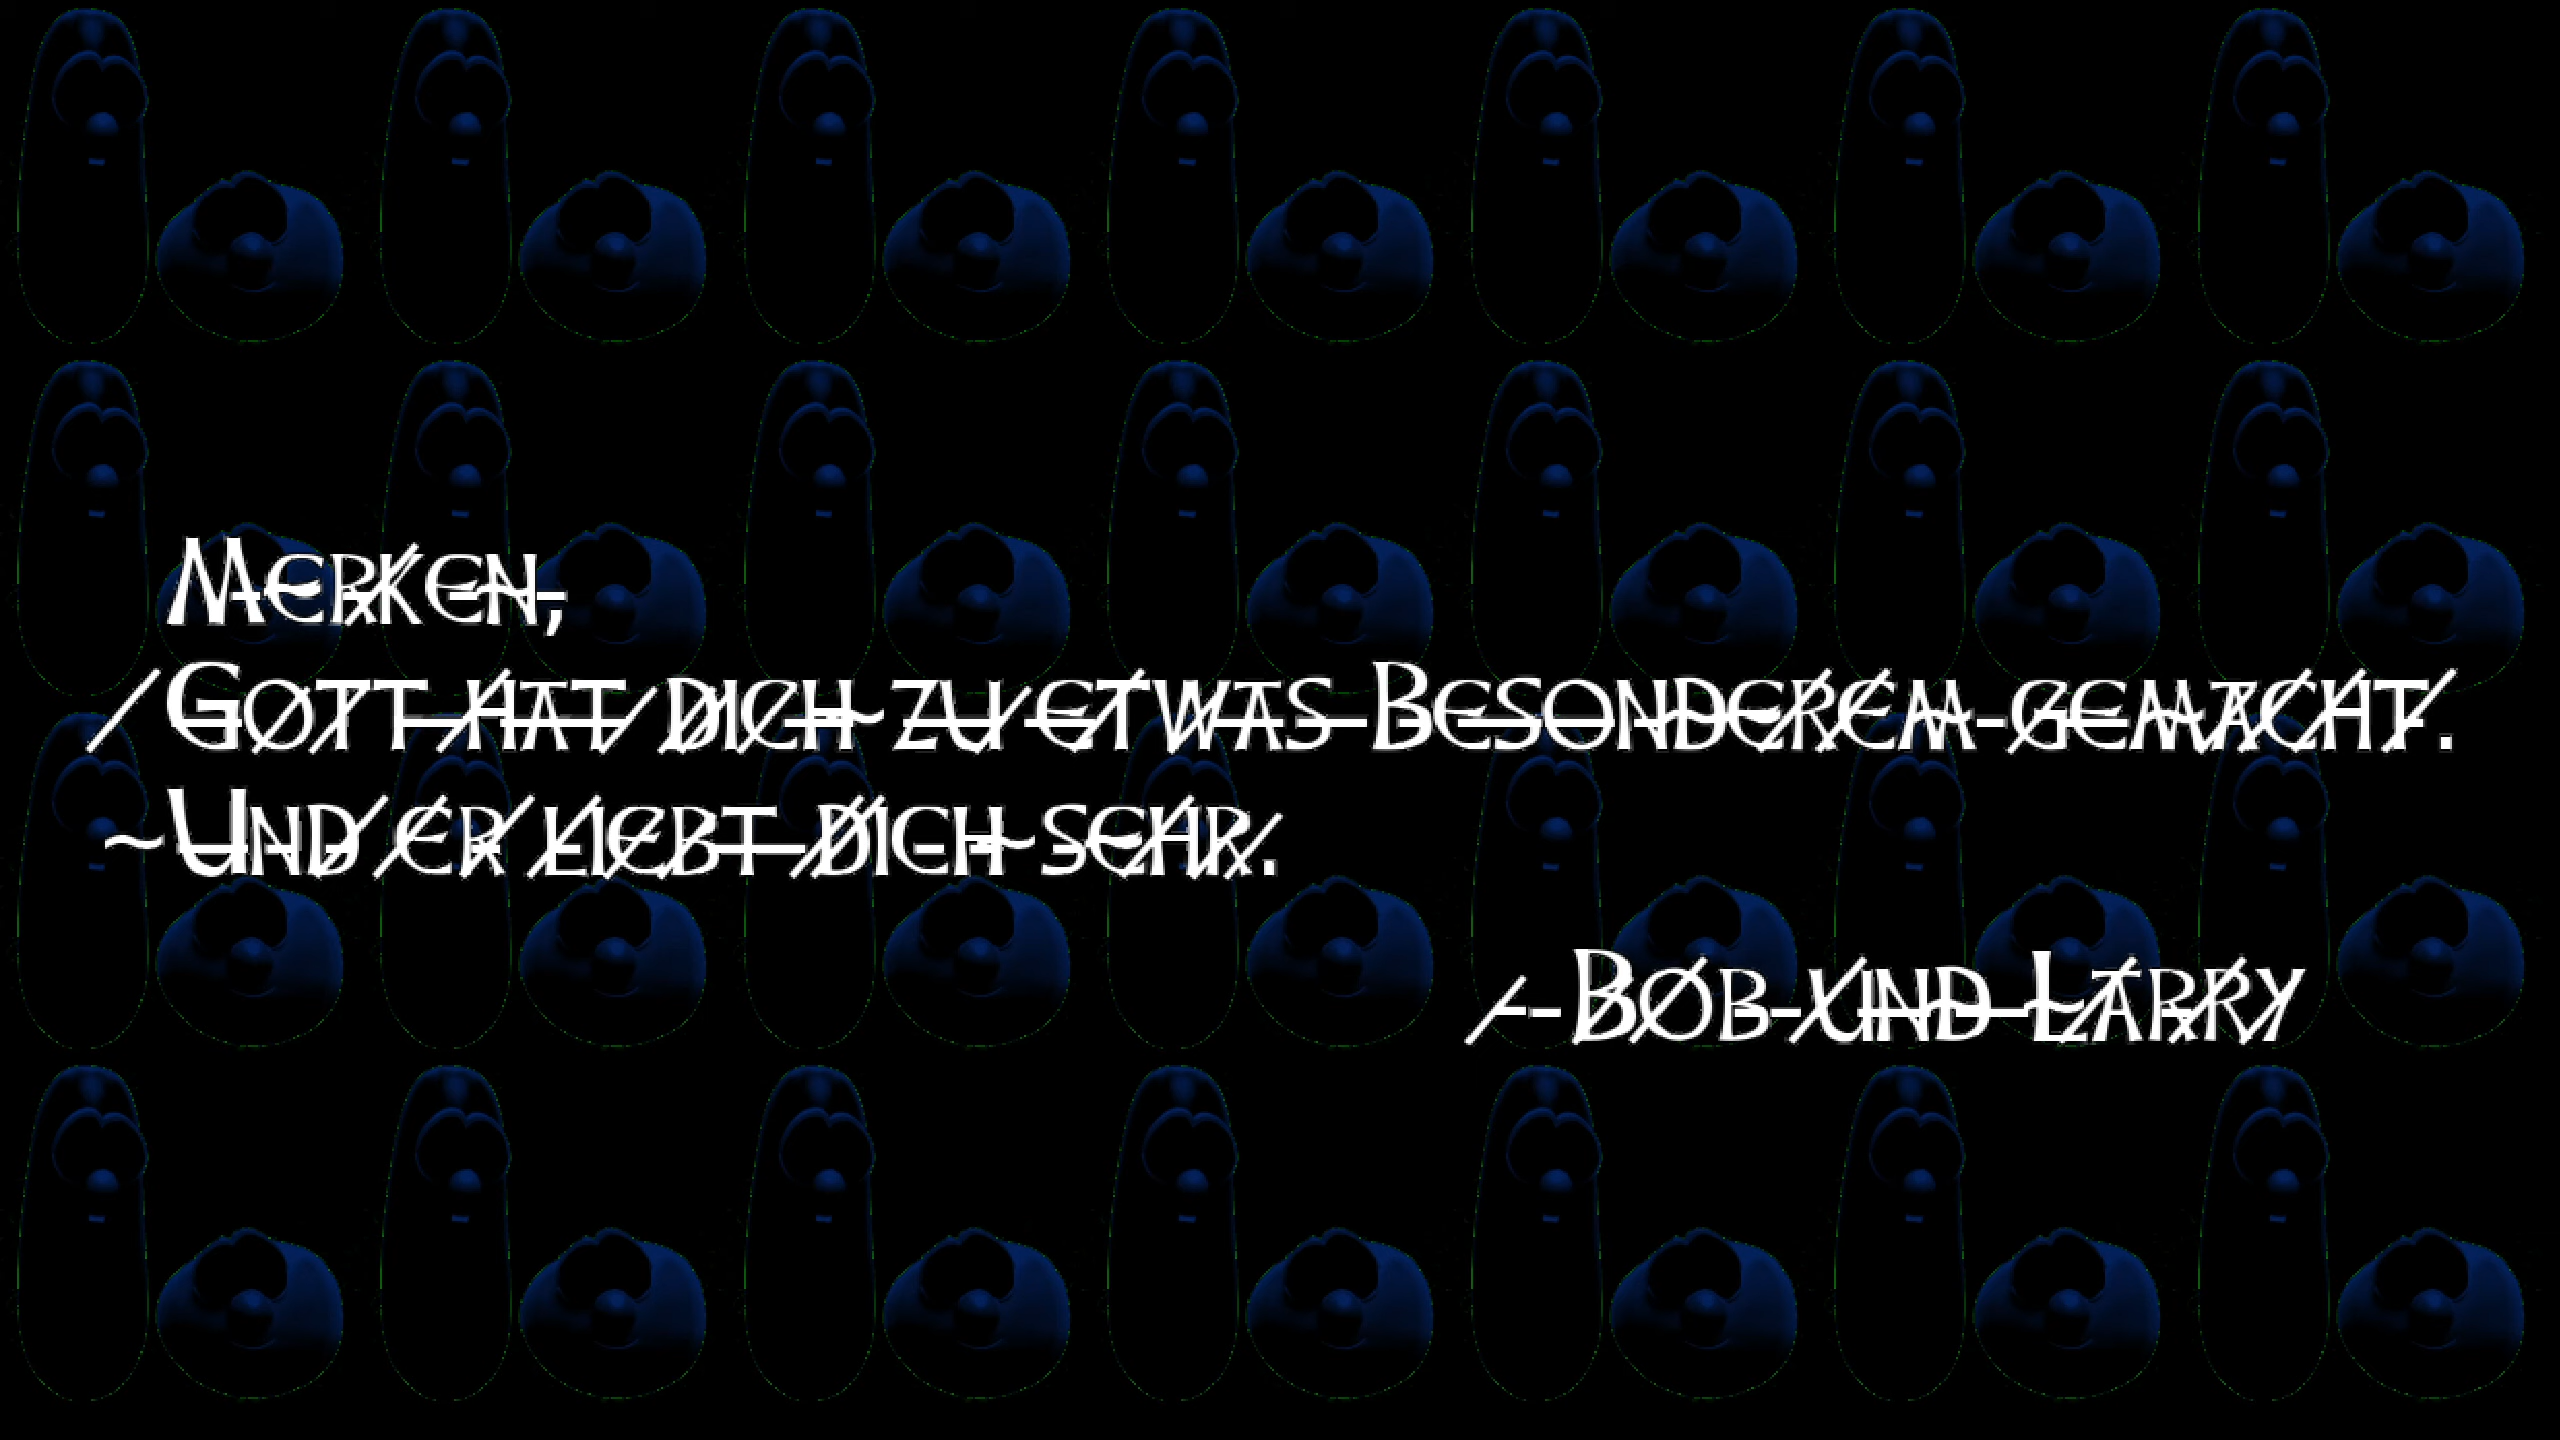 Merken,
Gott hat dich zu etwas Besonderem gemacht.
Und er liebt dich sehr.
- Bob und Larry